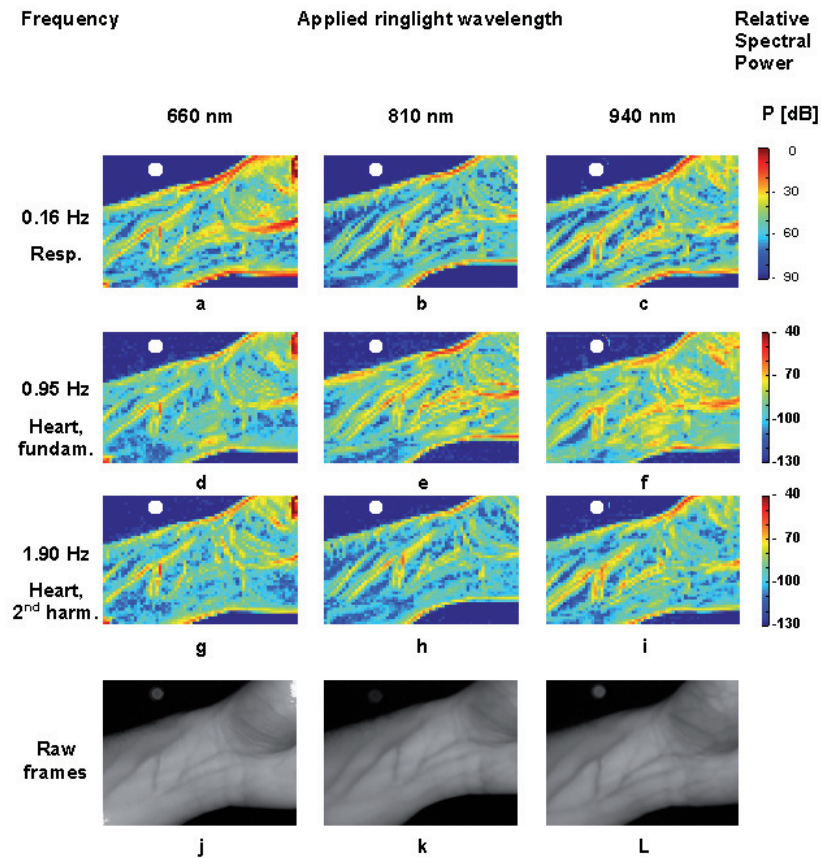 Frequency
Applied ringlight wavelength
Relative
Spectral
Power
660 nm
810 nm
940 nm
P [dB]
0.16 Hz
Resp.
0
- 30
- 60
- 90
a
b
c
0.95 Hz
Heart,
fundam.
- 40
-70
-100
-130
d
e
f
1.90 Hz
Heart,
2nd harm.
- 40
-70
-100
-130
g
h
i
Raw
frames
j
k
L